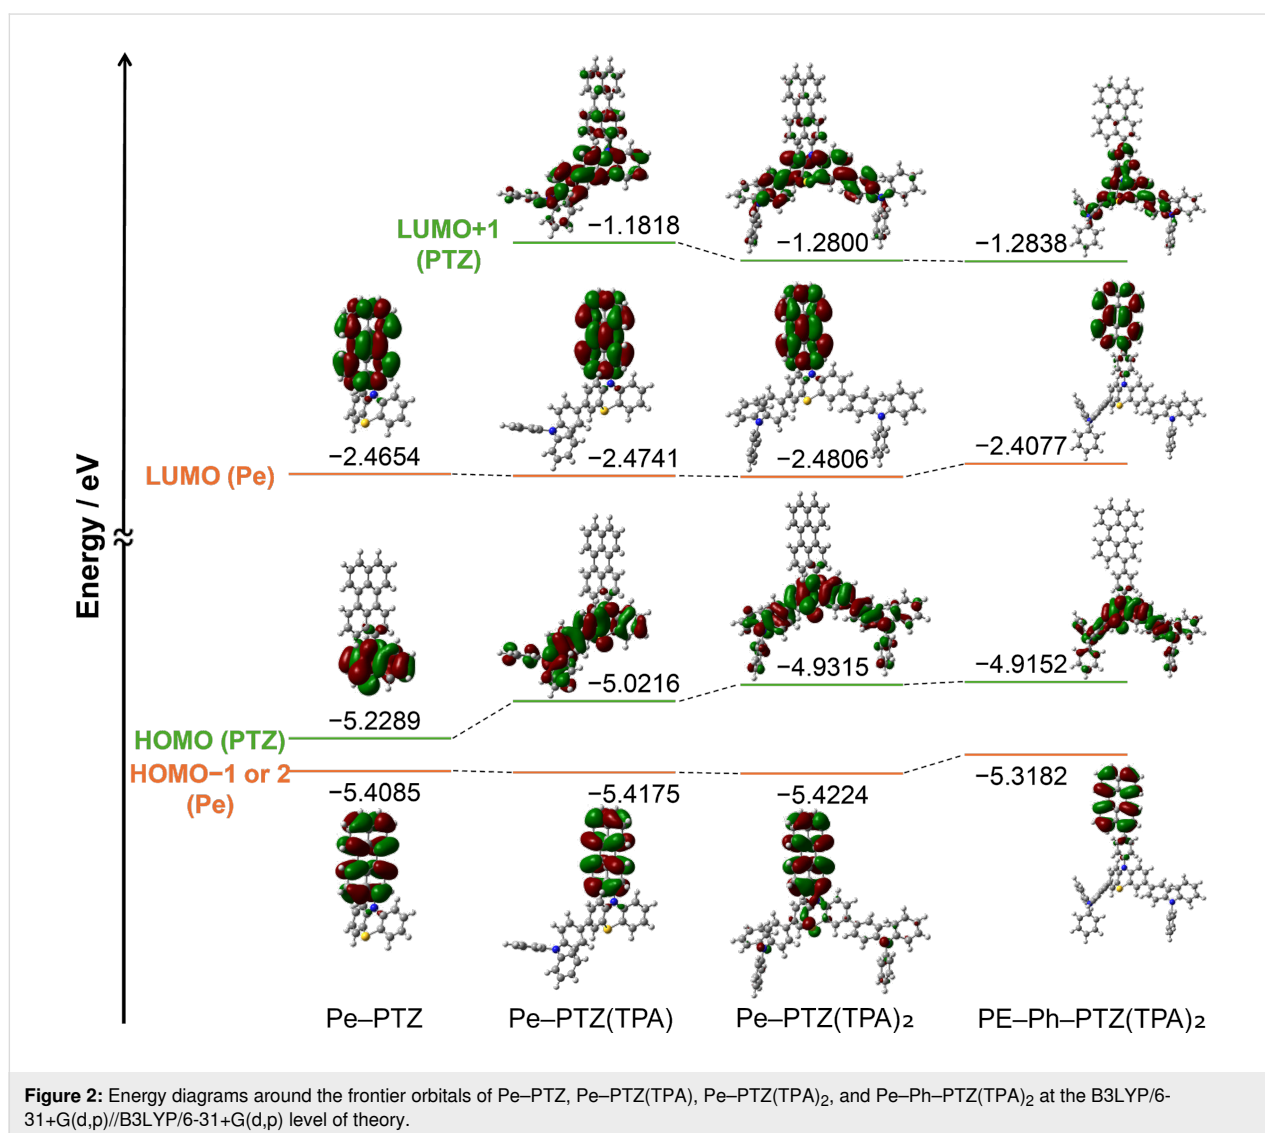 −1.1818
LUMO+1
(PTZ)
−1.2800
−1.2838
Energy / eV
LUMO (Pe)
−2.4654
−2.4741
−2.4806
−2.4077
HOMO (PTZ)
−5.2289
−5.0216
−4.9315
−4.9152
HOMO−1 or 2
(Pe)
−5.4085
−5.4175
−5.4224
−5.3182
Pe–PTZ
Pe–PTZ(TPA)
Pe–PTZ(TPA)₂
PE–Ph–PTZ(TPA)₂
Figure 2: Energy diagrams around the frontier orbitals of Pe–PTZ, Pe–PTZ(TPA), Pe–PTZ(TPA)₂, and Pe–Ph–PTZ(TPA)₂ at the B3LYP/6-
31+G(d,p)//B3LYP/6-31+G(d,p) level of theory.